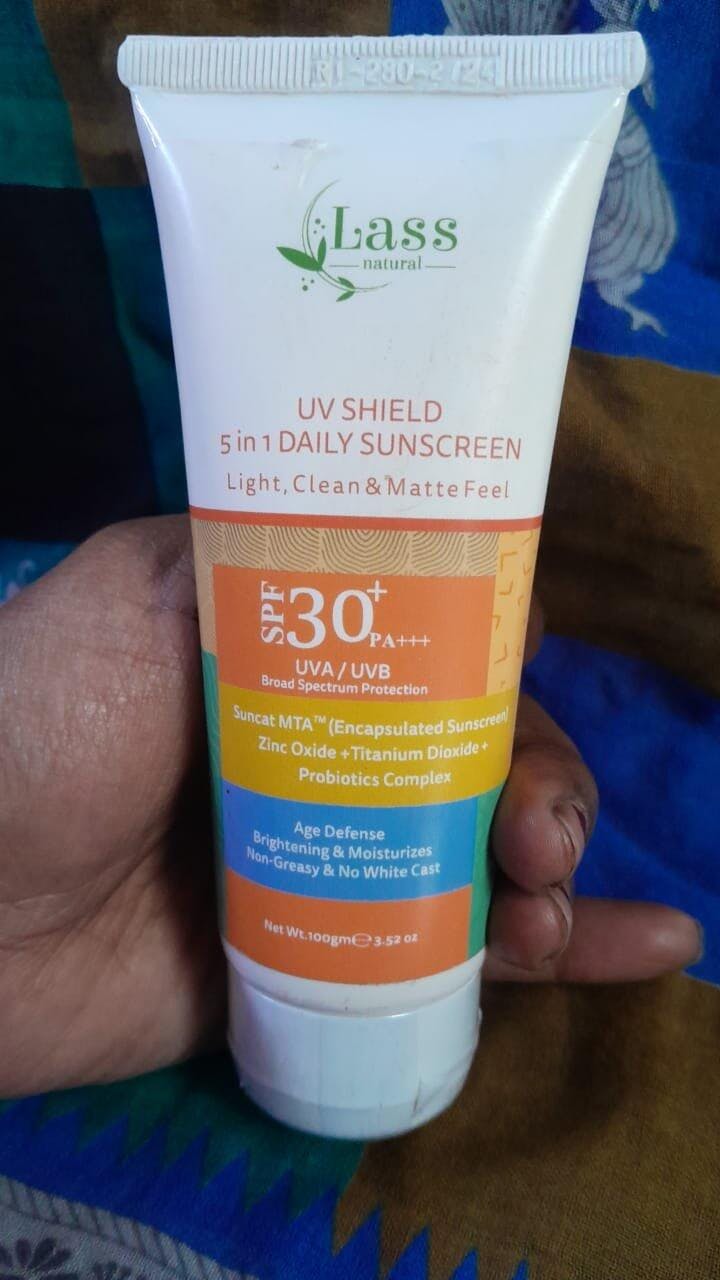 Lass
natural
UV SHIELD
5 in 1 DAILY SUNSCREEN
Light, Clean & Matte Feel
SPF 30+
PA+++
UVA / UVB
Broad Spectrum Protection
Suncat MTA™ (Encapsulated Sunscreen)
Zinc Oxide +Titanium Dioxide +
Probiotics Complex
Age Defense
Brightening & Moisturizes
Non-Greasy & No White Cast
Net Wt.100gm℮3.52 oz